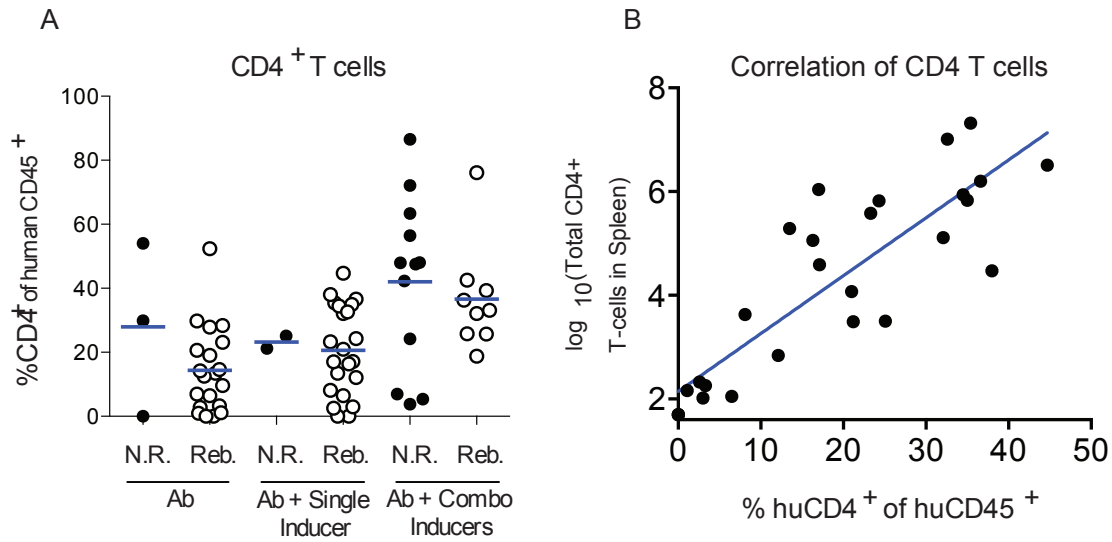 A
CD4 + T cells
%CD4+ of human CD45 +
100
80
60
40
20
0
N.R. Reb. N.R. Reb. N.R. Reb.
Ab Ab + Single Inducer Ab + Combo Inducers
B
Correlation of CD4 T cells
log 10(Total CD4+
T-cells in Spleen)
8
6
4
2
0 10 20 30 40 50
% huCD4 + of huCD45 +